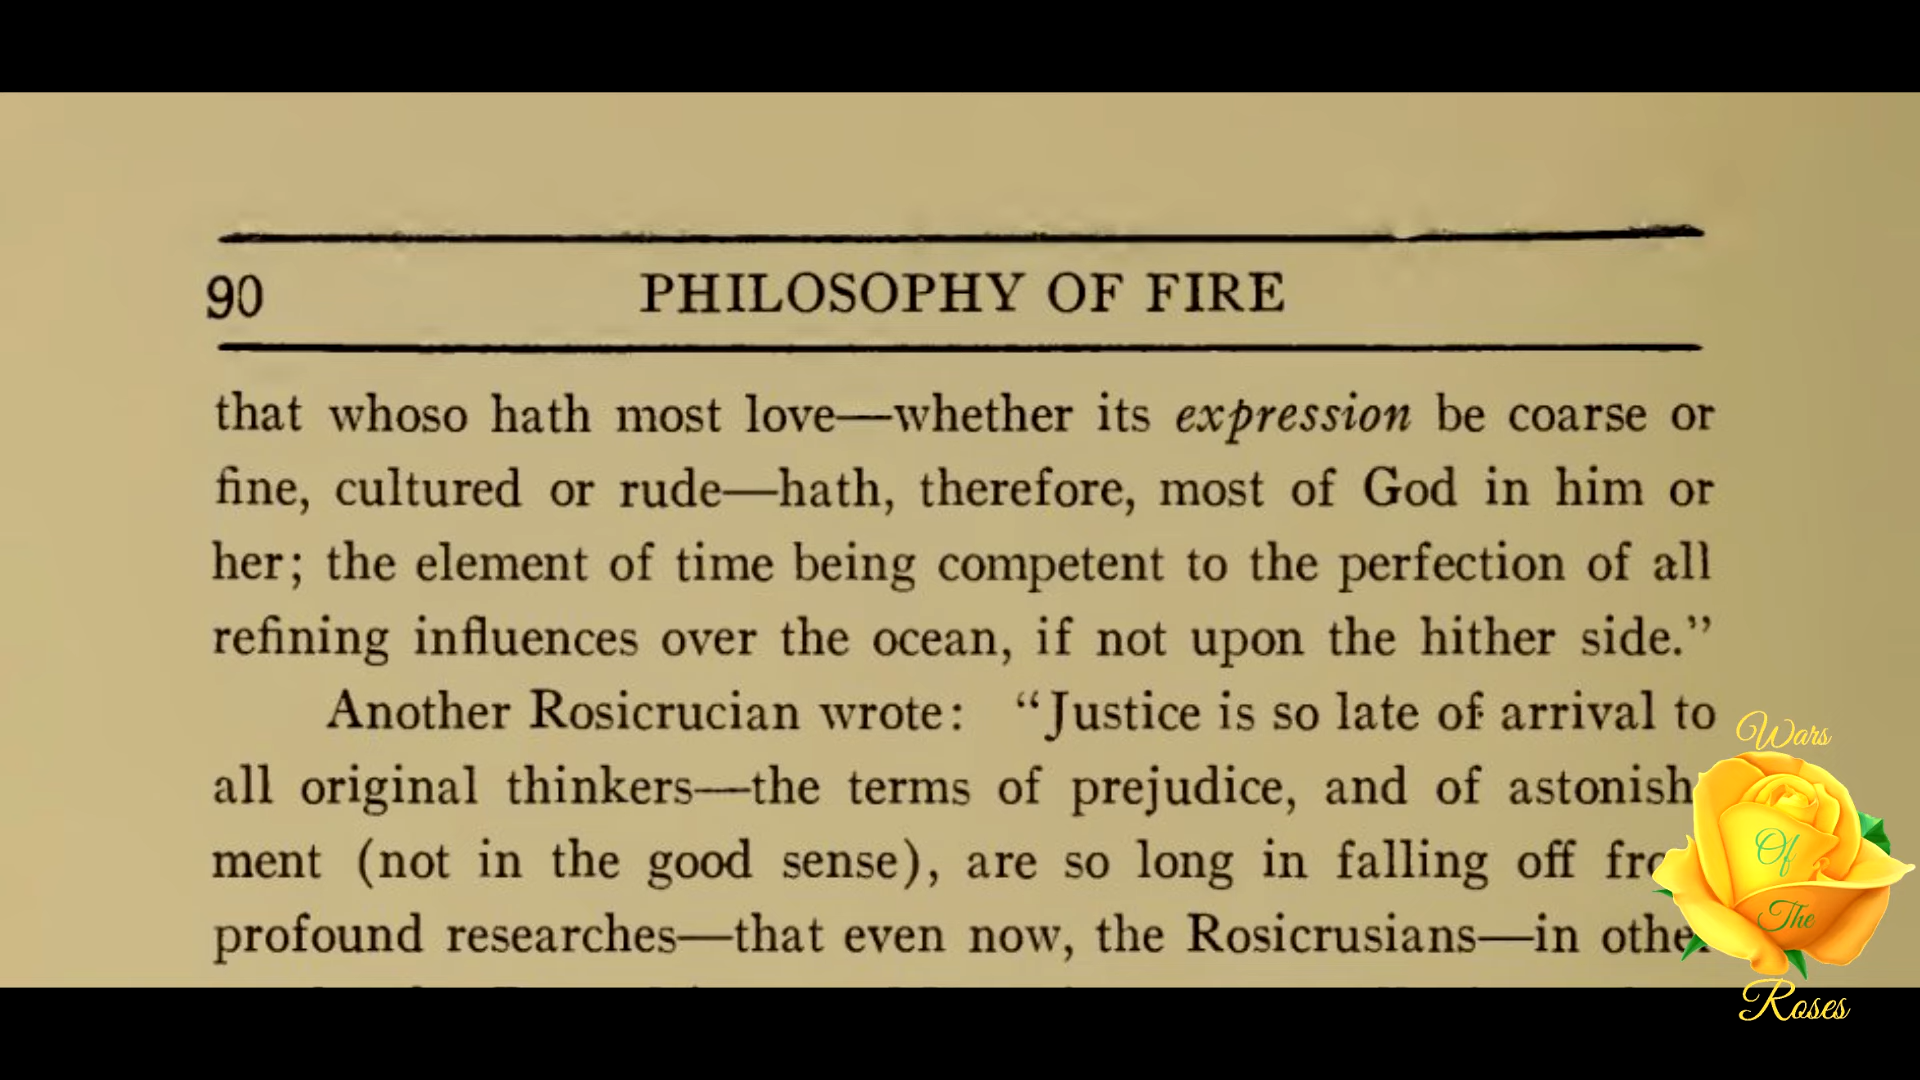 90 PHILOSOPHY OF FIRE
that whoso hath most love—whether its expression be coarse or
fine, cultured or rude—hath, therefore, most of God in him or
her; the element of time being competent to the perfection of all
refining influences over the ocean, if not upon the hither side.”
Another Rosicrucian wrote: “Justice is so late of arrival to
all original thinkers—the terms of prejudice, and of astonish-
ment (not in the good sense), are so long in falling off
profound researches—that even now, the Rosicrusians—in other
Wars
Of
The
Roses